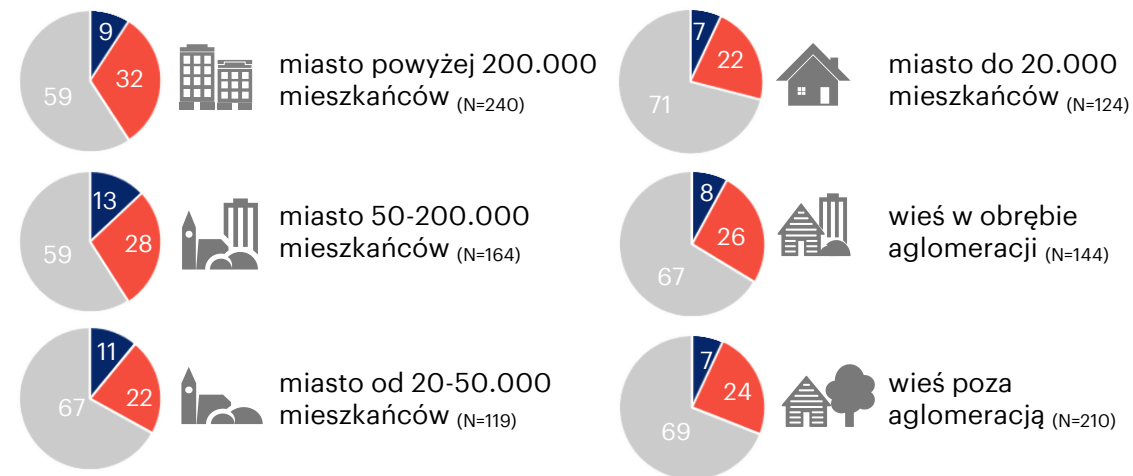 9
32
59
miasto powyżej 200.000
mieszkańców (N=240)
13
28
59
miasto 50-200.000
mieszkańców (N=164)
11
22
67
miasto od 20-50.000
mieszkańców (N=119)
7
22
71
miasto do 20.000
mieszkańców (N=124)
8
26
67
wieś w obrębie
aglomeracji (N=144)
7
24
69
wieś poza
aglomeracją (N=210)